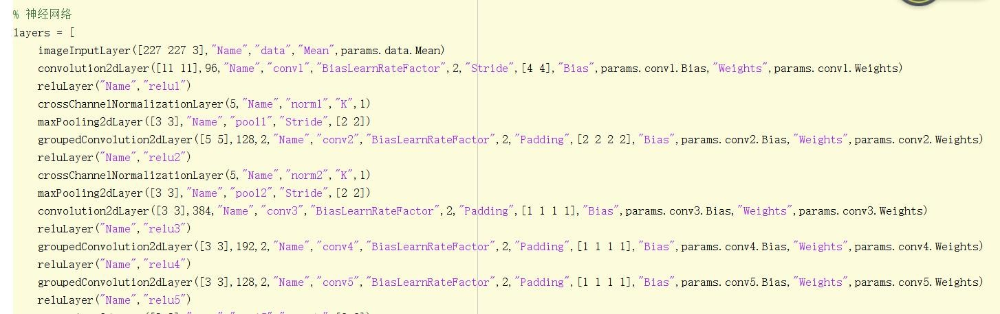 % 神经网络
layers = [
imageInputLayer([227 227 3],"Name","data","Mean",params.data.Mean)
convolution2dLayer([11 11],96,"Name","conv1","BiasLearnRateFactor",2,"Stride",[4 4],"Bias",params.conv1.Bias,"Weights",params.conv1.Weights)
reluLayer("Name","relu1")
crossChannelNormalizationLayer(5,"Name","norm1","K",1)
maxPooling2dLayer([3 3],"Name","pool1","Stride",[2 2])
groupedConvolution2dLayer([5 5],128,2,"Name","conv2","BiasLearnRateFactor",2,"Padding",[2 2 2 2],"Bias",params.conv2.Bias,"Weights",params.conv2.Weights)
reluLayer("Name","relu2")
crossChannelNormalizationLayer(5,"Name","norm2","K",1)
maxPooling2dLayer([3 3],"Name","pool2","Stride",[2 2])
convolution2dLayer([3 3],384,"Name","conv3","BiasLearnRateFactor",2,"Padding",[1 1 1 1],"Bias",params.conv3.Bias,"Weights",params.conv3.Weights)
reluLayer("Name","relu3")
groupedConvolution2dLayer([3 3],192,2,"Name","conv4","BiasLearnRateFactor",2,"Padding",[1 1 1 1],"Bias",params.conv4.Bias,"Weights",params.conv4.Weights)
reluLayer("Name","relu4")
groupedConvolution2dLayer([3 3],128,2,"Name","conv5","BiasLearnRateFactor",2,"Padding",[1 1 1 1],"Bias",params.conv5.Bias,"Weights",params.conv5.Weights)
reluLayer("Name","relu5")